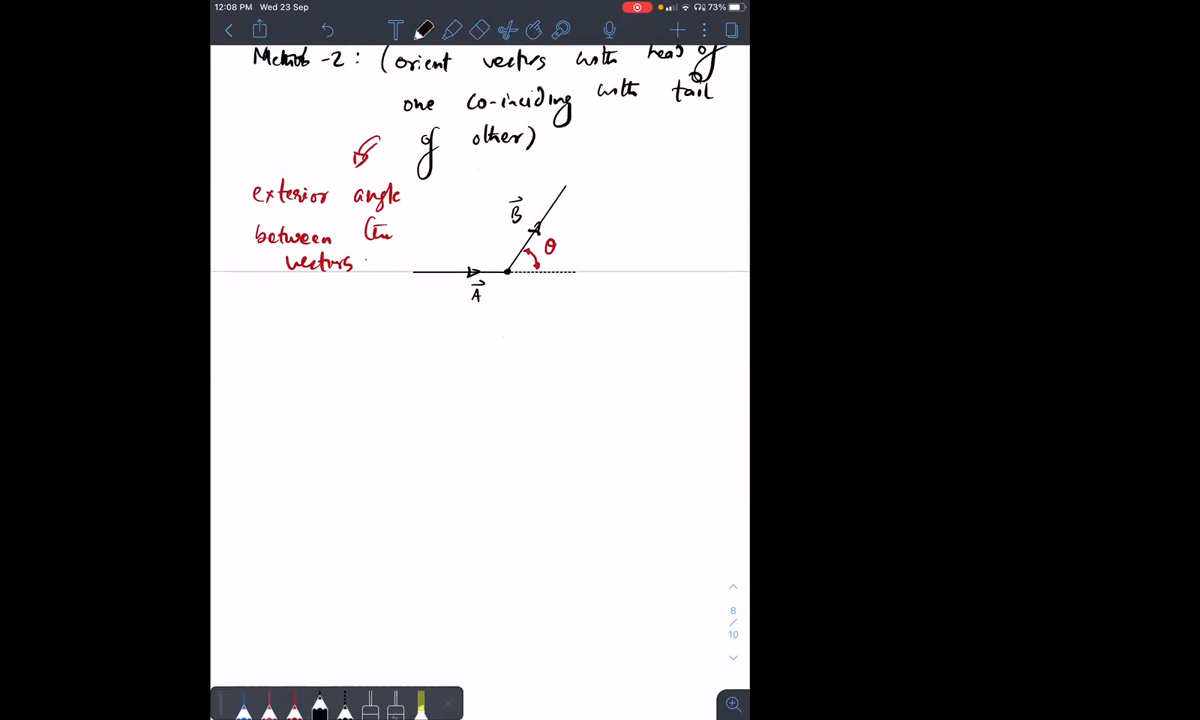 12:08 PM Wed 23 Sep
73%
Method -2 : (orient vectors with head of
one co-inciding with tail
of other)
exterior angle
between the
vectors
B
θ
A
8
/
10